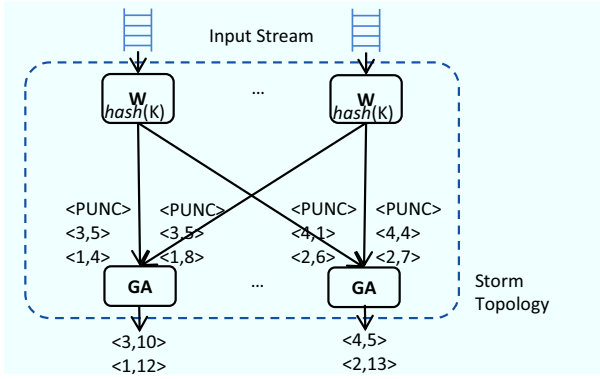 Input Stream
W
hash(K)
...
W
hash(K)
<PUNC>
<3,5>
<1,4>
<PUNC>
<3,5>
<1,8>
<PUNC>
<4,1>
<2,6>
<PUNC>
<4,4>
<2,7>
GA
...
GA
Storm
Topology
<3,10>
<1,12>
<4,5>
<2,13>